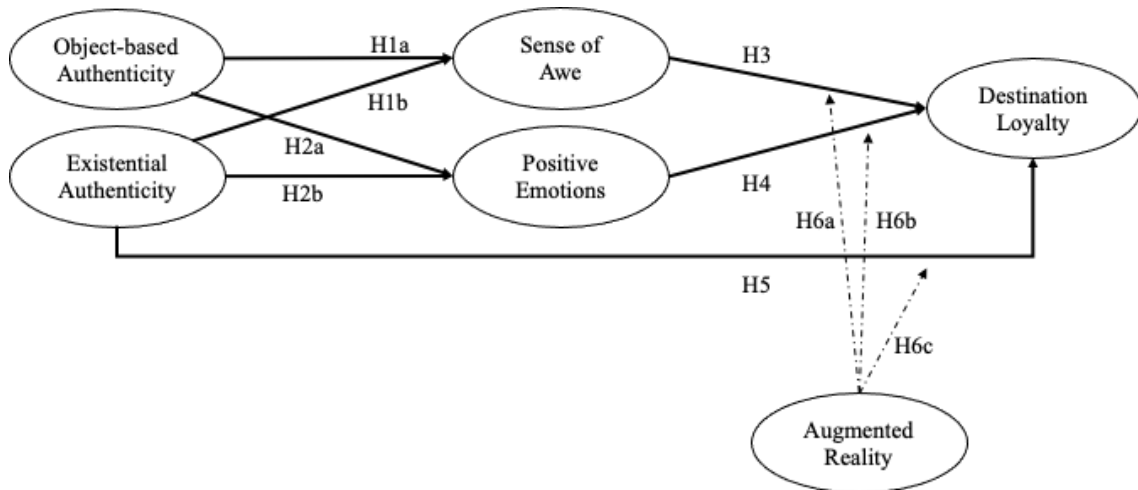 Object-based
Authenticity
H1a
Sense of
Awe
H3
Destination
Loyalty
H1b
H2a
Existential
Authenticity
H2b
Positive
Emotions
H4
H6a
H6b
H5
H6c
Augmented
Reality